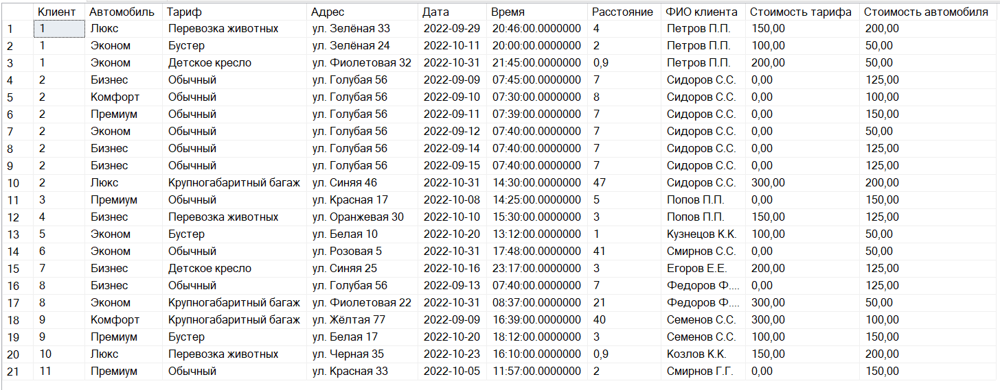 Клиент Автомобиль Тариф Адрес Дата Время Расстояние ФИО клиента Стоимость тарифа Стоимость автомобиля
1 1 Люкс Перевозка животных ул. Зелёная 33 2022-09-29 20:46:00.0000000 4 Петров П.П. 150,00 200,00
2 1 Эконом Бустер ул. Зелёная 24 2022-10-11 20:00:00.0000000 2 Петров П.П. 100,00 50,00
3 1 Эконом Детское кресло ул. Фиолетовая 32 2022-10-31 21:45:00.0000000 0,9 Петров П.П. 200,00 50,00
4 2 Бизнес Обычный ул. Голубая 56 2022-09-09 07:45:00.0000000 7 Сидоров С.С. 0,00 125,00
5 2 Комфорт Обычный ул. Голубая 56 2022-09-10 07:30:00.0000000 8 Сидоров С.С. 0,00 100,00
6 2 Премиум Обычный ул. Голубая 56 2022-09-11 07:39:00.0000000 7 Сидоров С.С. 0,00 150,00
7 2 Эконом Обычный ул. Голубая 56 2022-09-12 07:40:00.0000000 7 Сидоров С.С. 0,00 50,00
8 2 Бизнес Обычный ул. Голубая 56 2022-09-14 07:40:00.0000000 7 Сидоров С.С. 0,00 125,00
9 2 Бизнес Обычный ул. Голубая 56 2022-09-15 07:40:00.0000000 7 Сидоров С.С. 0,00 125,00
10 2 Люкс Крупногабаритный багаж ул. Синяя 46 2022-10-31 14:30:00.0000000 47 Сидоров С.С. 300,00 200,00
11 3 Премиум Обычный ул. Красная 17 2022-10-08 14:25:00.0000000 5 Попов П.П. 0,00 150,00
12 4 Бизнес Перевозка животных ул. Оранжевая 30 2022-10-10 15:30:00.0000000 3 Попов П.П. 150,00 125,00
13 5 Эконом Бустер ул. Белая 10 2022-10-20 13:12:00.0000000 1 Кузнецов К.К. 100,00 50,00
14 6 Эконом Обычный ул. Розовая 5 2022-10-31 17:48:00.0000000 41 Смирнов С.С. 0,00 50,00
15 7 Бизнес Детское кресло ул. Синяя 25 2022-10-16 23:17:00.0000000 3 Егоров Е.Е. 200,00 125,00
16 8 Бизнес Обычный ул. Голубая 56 2022-09-13 07:40:00.0000000 7 Федоров Ф.... 0,00 125,00
17 8 Эконом Крупногабаритный багаж ул. Фиолетовая 22 2022-10-31 08:37:00.0000000 21 Федоров Ф.... 300,00 50,00
18 9 Комфорт Крупногабаритный багаж ул. Жёлтая 77 2022-09-09 16:39:00.0000000 40 Семенов С.С. 300,00 100,00
19 9 Премиум Бустер ул. Белая 17 2022-10-20 18:12:00.0000000 3 Семенов С.С. 100,00 150,00
20 10 Люкс Перевозка животных ул. Черная 35 2022-10-23 16:10:00.0000000 0,9 Козлов К.К. 150,00 200,00
21 11 Премиум Обычный ул. Красная 33 2022-10-05 11:57:00.0000000 2 Смирнов Г.Г. 0,00 150,00